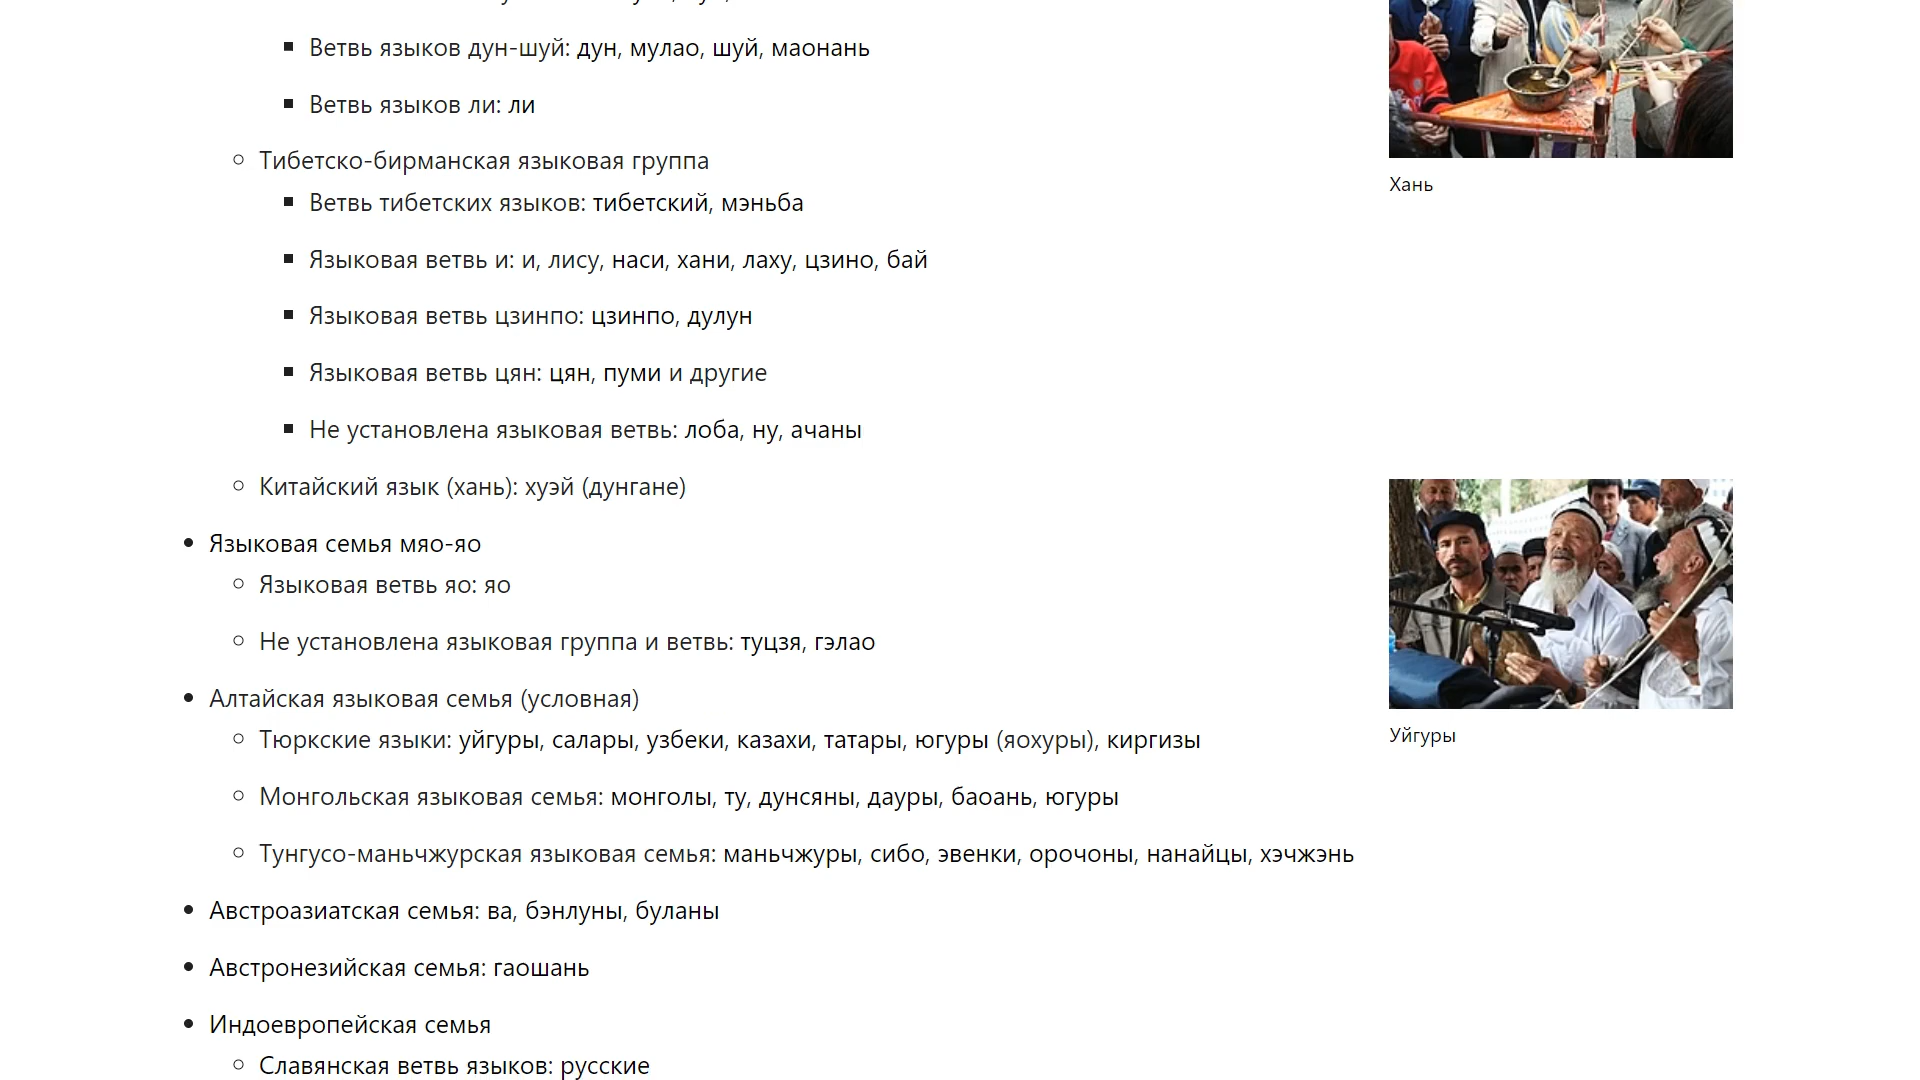 Ветвь языков дун-шуй: дун, мулао, шуй, маонань
Ветвь языков ли: ли
Тибетско-бирманская языковая группа
Ветвь тибетских языков: тибетский, мэньба
Языковая ветвь и: и, лису, наси, хани, лаху, цзино, бай
Языковая ветвь цзинпо: цзинпо, дулун
Языковая ветвь цян: цян, пуми и другие
Не установлена языковая ветвь: лоба, ну, ачаны
Китайский язык (хань): хуэй (дунгане)
Языковая семья мяо-яо
Языковая ветвь яо: яо
Не установлена языковая группа и ветвь: туцзя, гэлао
Алтайская языковая семья (условная)
Тюркские языки: уйгуры, салары, узбеки, казахи, татары, югуры (яохуры), киргизы
Монгольская языковая семья: монголы, ту, дунсяны, дауры, баоань, югуры
Тунгусо-маньчжурская языковая семья: маньчжуры, сибо, эвенки, орочоны, нанайцы, хэчжэнь
Австроазиатская семья: ва, бэнлуны, буланы
Австронезийская семья: гаошань
Индоевропейская семья
Славянская ветвь языков: русские
Хань
Уйгуры